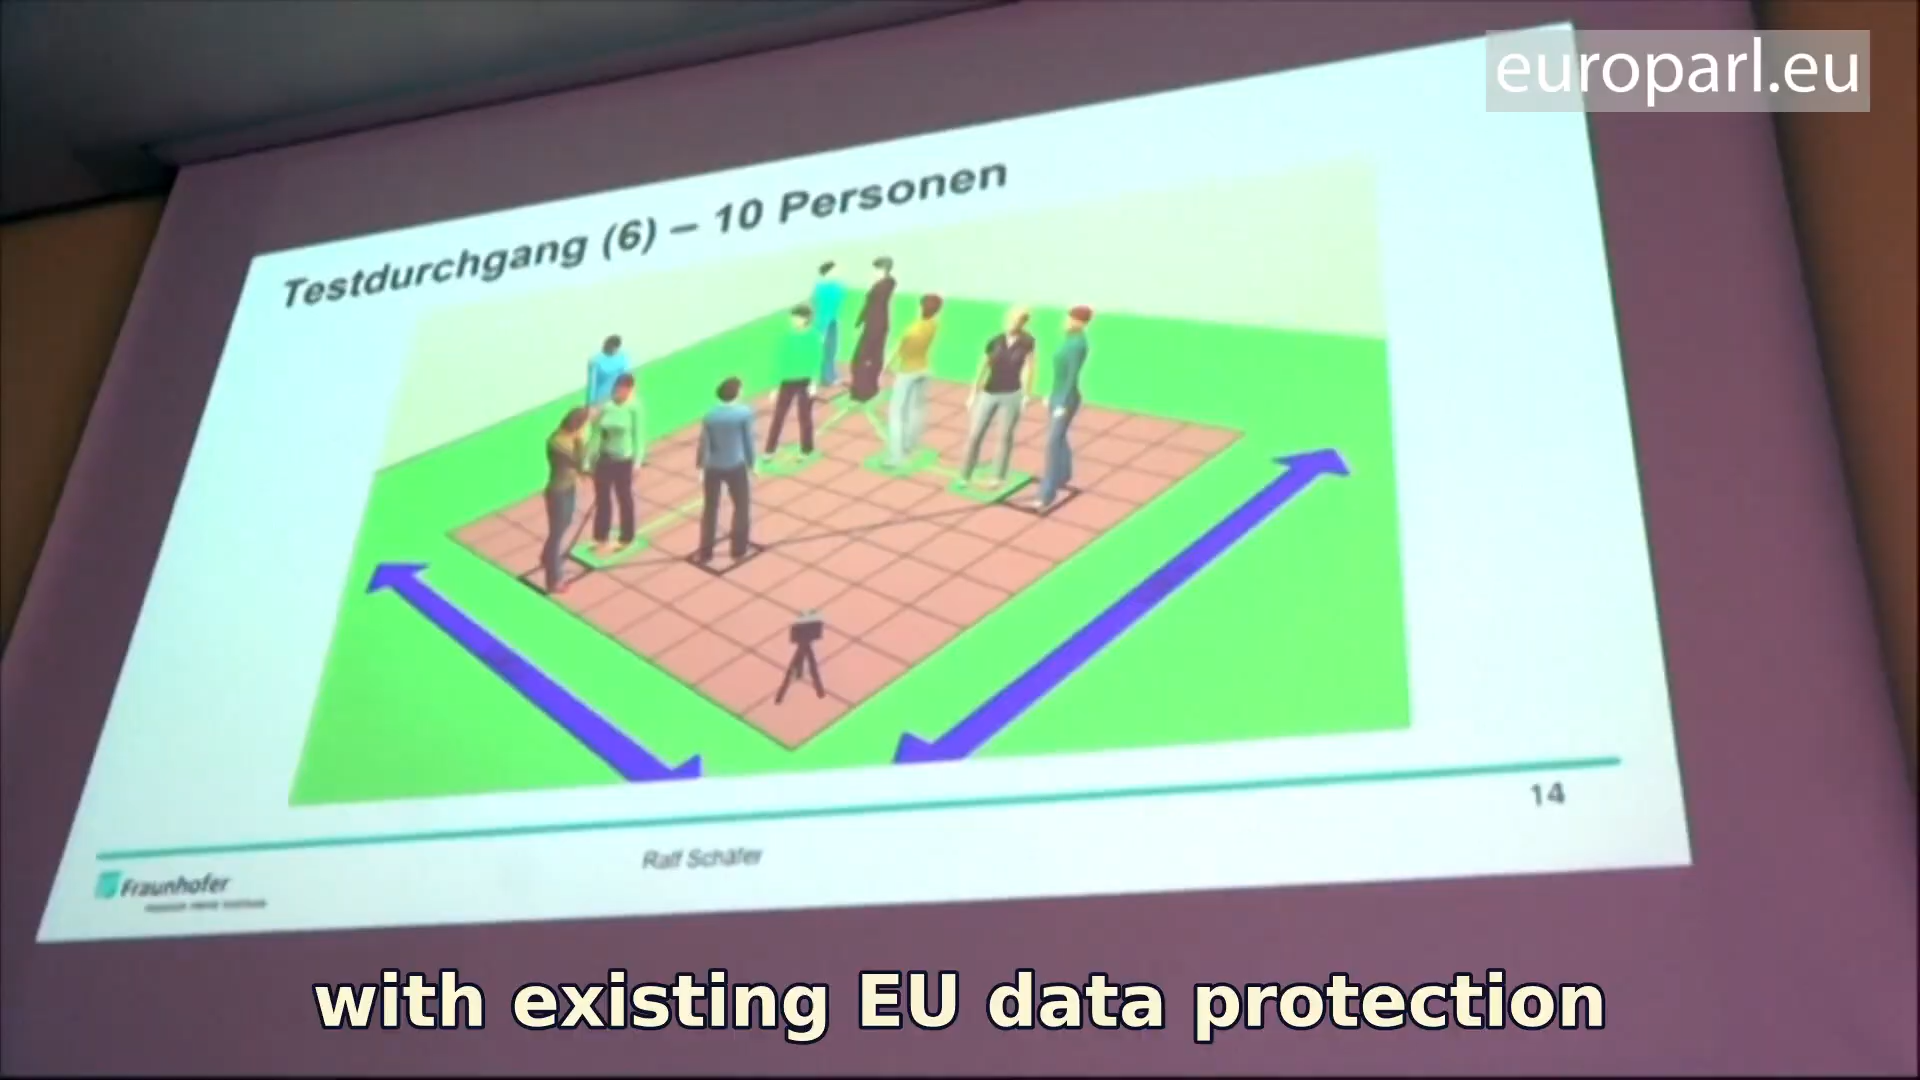 europarl.eu
Testdurchgang (6) – 10 Personen
14
Ralf Schäfer
Fraunhofer
with existing EU data protection